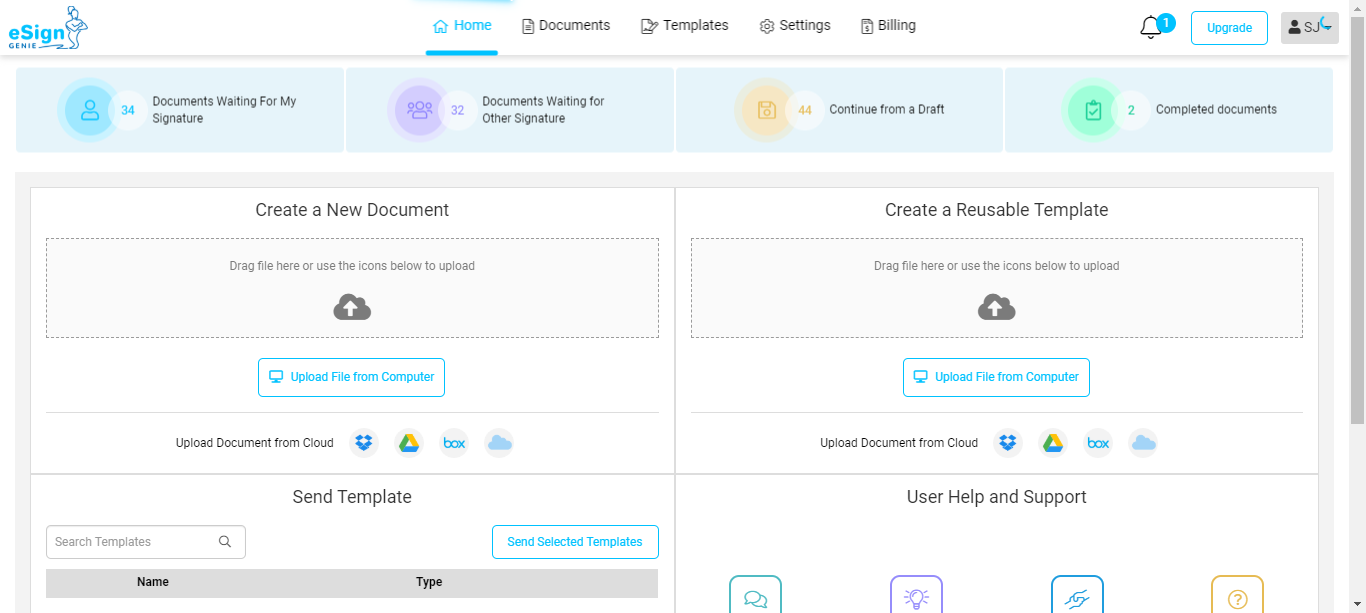 eSign
GENIE
Home
Documents
Templates
Settings
Billing
1
Upgrade
SJ
34
Documents Waiting For My
Signature
32
Documents Waiting for
Other Signature
44
Continue from a Draft
2
Completed documents
Create a New Document
Drag file here or use the icons below to upload
Upload File from Computer
Upload Document from Cloud
box
Create a Reusable Template
Drag file here or use the icons below to upload
Upload File from Computer
Upload Document from Cloud
box
Send Template
Search Templates
Send Selected Templates
Name
Type
User Help and Support